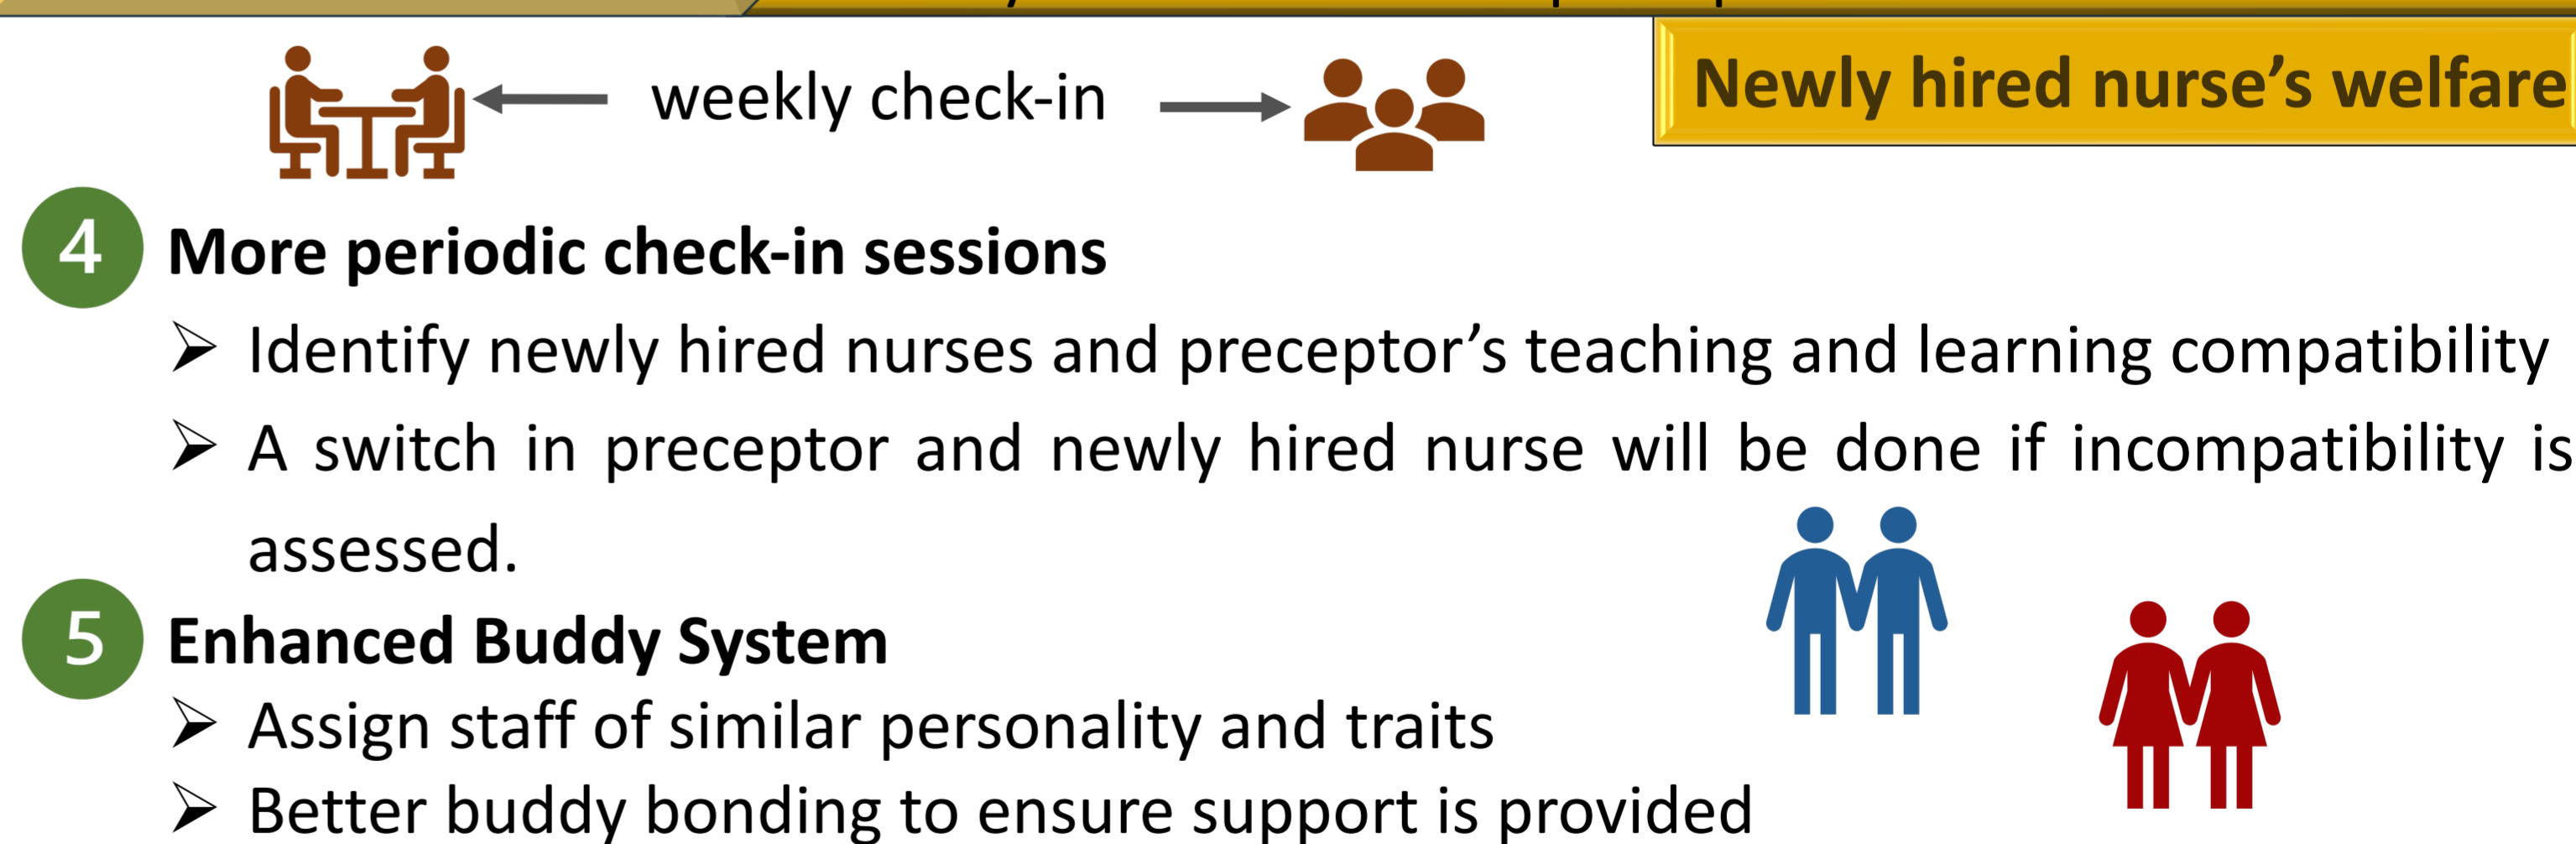 weekly check-in
Newly hired nurse’s welfare
4 More periodic check-in sessions
➢ Identify newly hired nurses and preceptor’s teaching and learning compatibility
➢ A switch in preceptor and newly hired nurse will be done if incompatibility is
assessed.
5 Enhanced Buddy System
➢ Assign staff of similar personality and traits
➢ Better buddy bonding to ensure support is provided